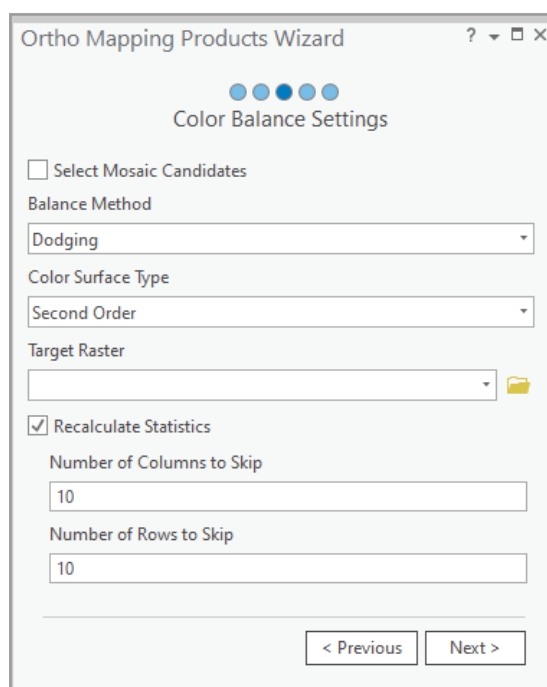 Ortho Mapping Products Wizard ?
Color Balance Settings
Select Mosaic Candidates
Balance Method
Dodging
Color Surface Type
Second Order
Target Raster
Recalculate Statistics
Number of Columns to Skip
10
Number of Rows to Skip
10
< Previous Next >